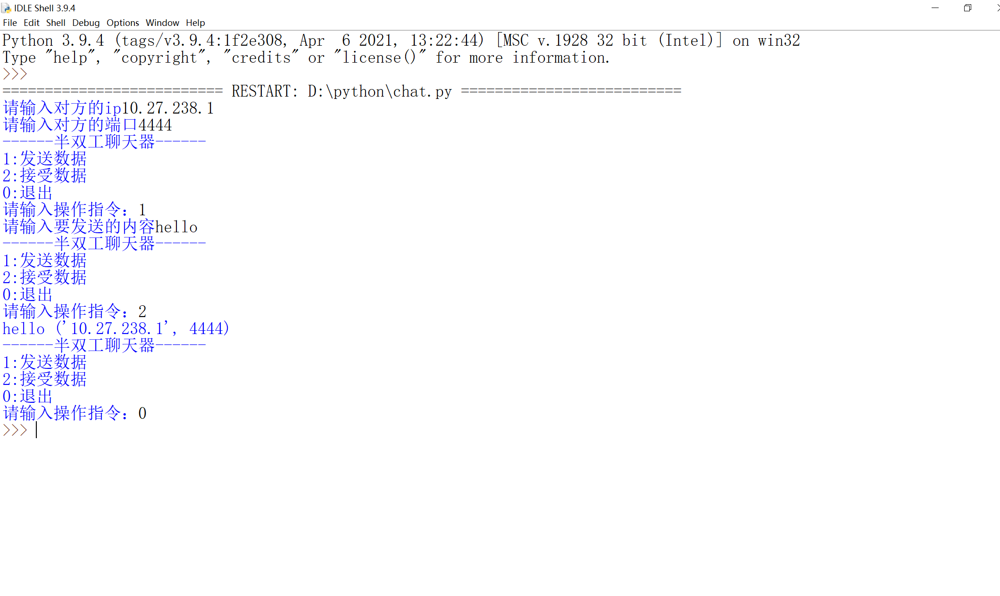 IDLE Shell 3.9.4
File Edit Shell Debug Options Window Help
Python 3.9.4 (tags/v3.9.4:1f2e308, Apr  6 2021, 13:22:44) [MSC v.1928 32 bit (Intel)] on win32
Type "help", "copyright", "credits" or "license()" for more information.
>>>
========================== RESTART: D:\python\chat.py ==========================
请输入对方的ip10.27.238.1
请输入对方的端口4444
------半双工聊天器------
1:发送数据
2:接受数据
0:退出
请输入操作指令：1
请输入要发送的内容hello
------半双工聊天器------
1:发送数据
2:接受数据
0:退出
请输入操作指令：2
hello ('10.27.238.1', 4444)
------半双工聊天器------
1:发送数据
2:接受数据
0:退出
请输入操作指令：0
>>>